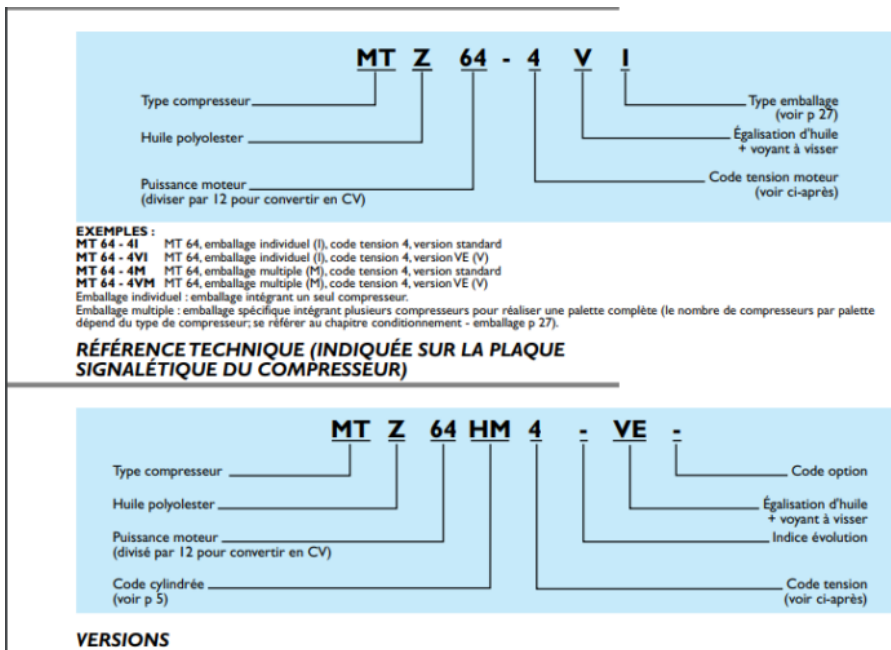 MT Z 64 - 4 V I
Type compresseur
Type emballage
(voir p 27)
Huile polyolester
Égalisation d'huile
+ voyant à visser
Puissance moteur
(diviser par 12 pour convertir en CV)
Code tension moteur
(voir ci-après)
EXEMPLES :
MT 64 - 4I MT 64, emballage individuel (I), code tension 4, version standard
MT 64 - 4VI MT 64, emballage individuel (I), code tension 4, version VE (V)
MT 64 - 4M MT 64, emballage multiple (M), code tension 4, version standard
MT 64 - 4VM MT 64, emballage multiple (M), code tension 4, version VE (V)
Emballage individuel : emballage intégrant un seul compresseur.
Emballage multiple : emballage spécifique intégrant plusieurs compresseurs pour réaliser une palette complète (le nombre de compresseurs par palette
dépend du type de compresseur; se référer au chapitre conditionnement - emballage p 27).
RÉFÉRENCE TECHNIQUE (INDIQUÉE SUR LA PLAQUE
SIGNALÉTIQUE DU COMPRESSEUR)
MT Z 64 HM 4 - VE -
Type compresseur
Code option
Huile polyolester
Égalisation d'huile
+ voyant à visser
Puissance moteur
(divisé par 12 pour convertir en CV)
Indice évolution
Code cylindrée
(voir p 5)
Code tension
(voir ci-après)
VERSIONS